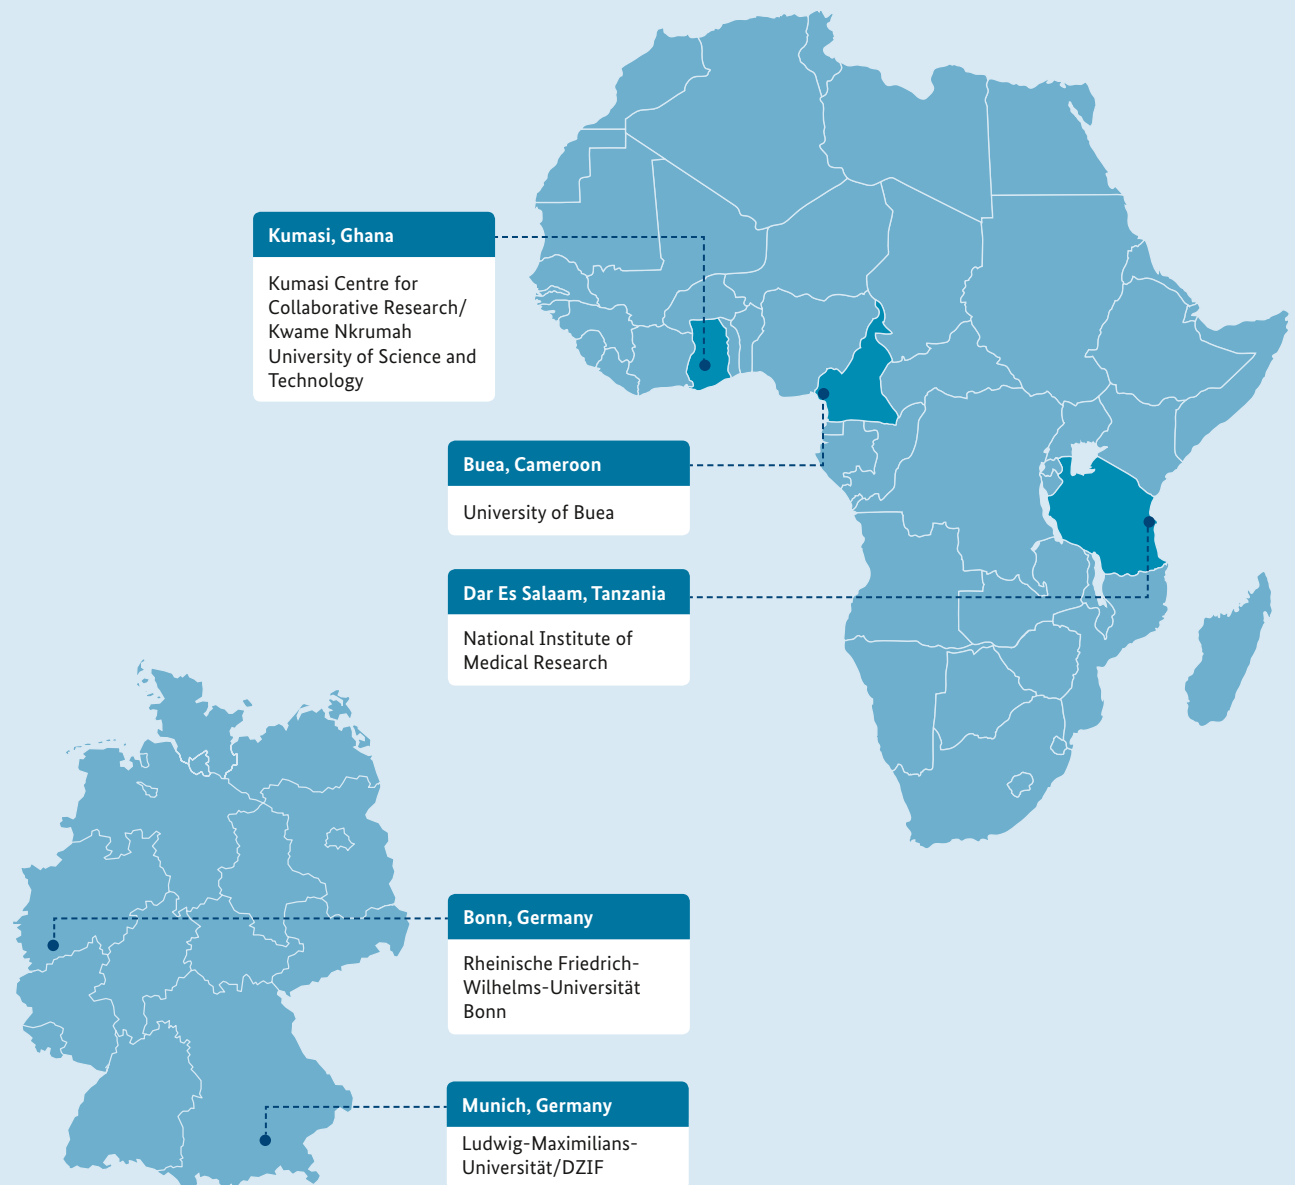 Kumasi, Ghana
Kumasi Centre for
Collaborative Research/
Kwame Nkrumah
University of Science and
Technology
Buea, Cameroon
University of Buea
Dar Es Salaam, Tanzania
National Institute of
Medical Research
Bonn, Germany
Rheinische Friedrich-
Wilhelms-Universität
Bonn
Munich, Germany
Ludwig-Maximilians-
Universität/DZIF